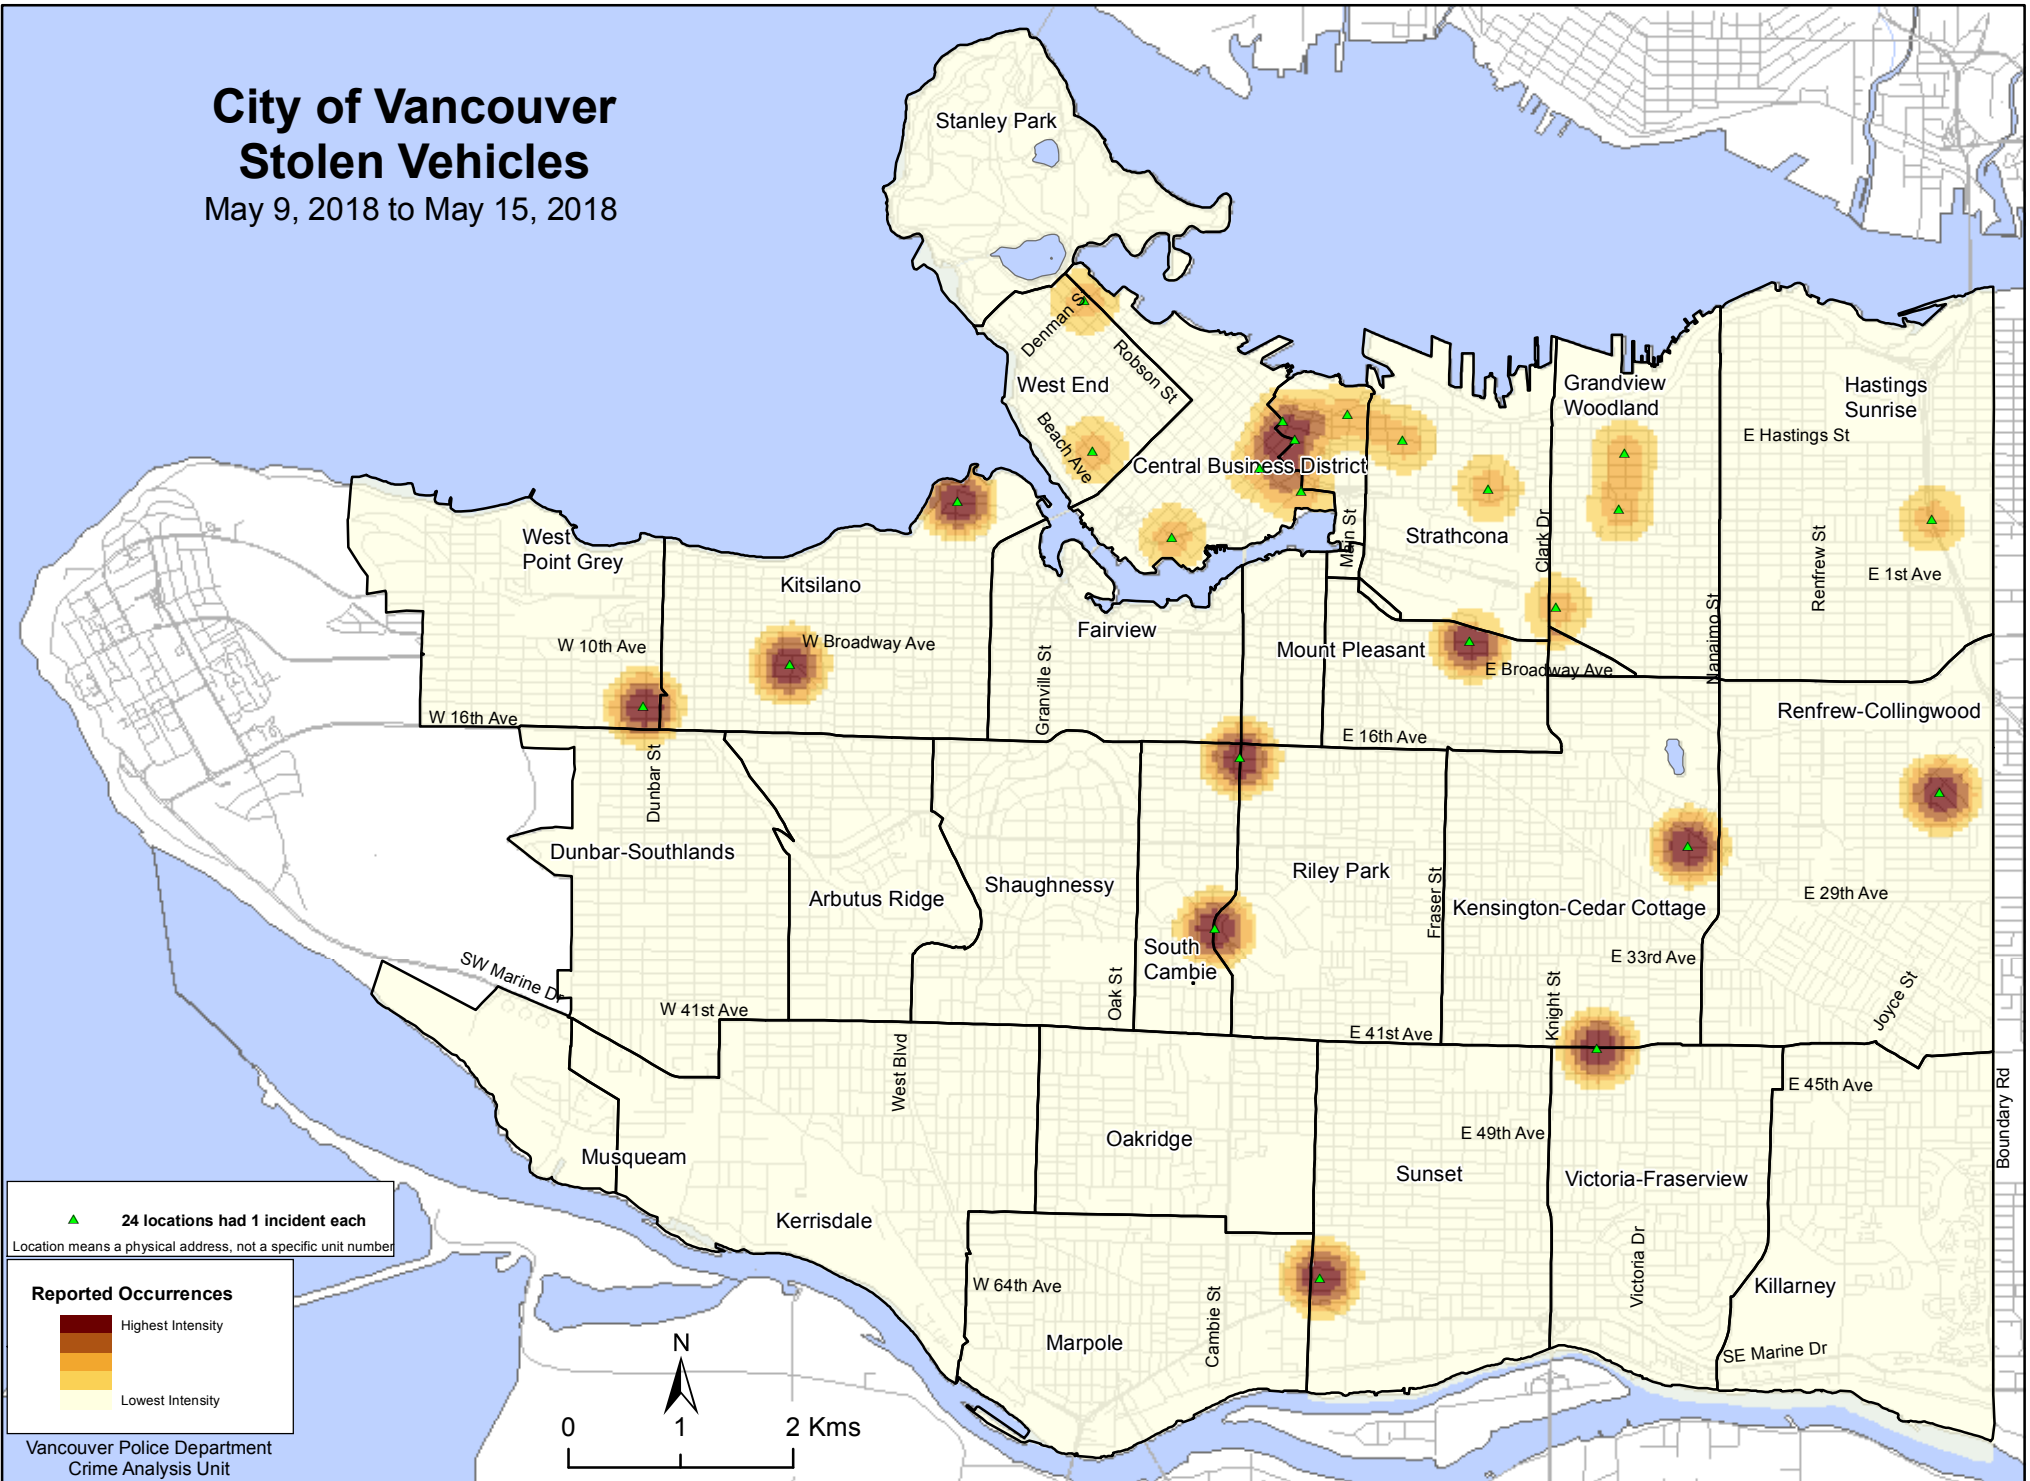 City of Vancouver
Stolen Vehicles
May 9, 2018 to May 15, 2018
Stanley Park
Denman St
Robson St
West End
Beach Ave
Central Business District
Grandview
Woodland
Hastings
Sunrise
E Hastings St
West
Point Grey
Kitsilano
Strathcona
Main St
Clark Dr
Nanaimo St
Renfrew St
E 1st Ave
W 10th Ave
W Broadway Ave
Fairview
Mount Pleasant
E Broadway Ave
W 16th Ave
Granville St
E 16th Ave
Renfrew-Collingwood
Dunbar St
Dunbar-Southlands
Arbutus Ridge
Shaughnessy
Riley Park
Fraser St
Kensington-Cedar Cottage
E 29th Ave
South
Cambie
E 33rd Ave
SW Marine Dr
W 41st Ave
Oak St
Knight St
Joyce St
E 41st Ave
West Blvd
E 45th Ave
Boundary Rd
Musqueam
Oakridge
E 49th Ave
Sunset
Victoria-Fraserview
Kerrisdale
W 64th Ave
Cambie St
Victoria Dr
Killarney
Marpole
SE Marine Dr
24 locations had 1 incident each
Location means a physical address, not a specific unit number
Reported Occurrences
Highest Intensity
Lowest Intensity
Vancouver Police Department
Crime Analysis Unit
N
0 1 2 Kms